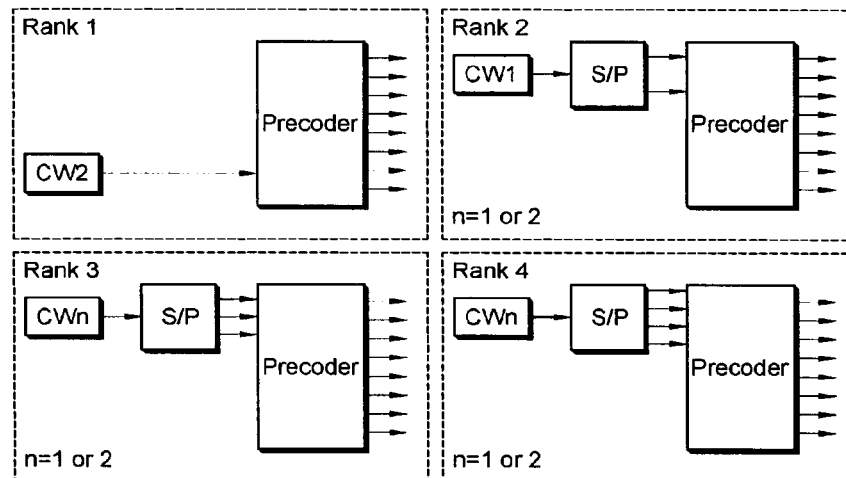 Rank 1
Precoder
CW2
Rank 2
CW1
S/P
Precoder
n=1 or 2
Rank 3
CWn
S/P
Precoder
n=1 or 2
Rank 4
CWn
S/P
Precoder
n=1 or 2